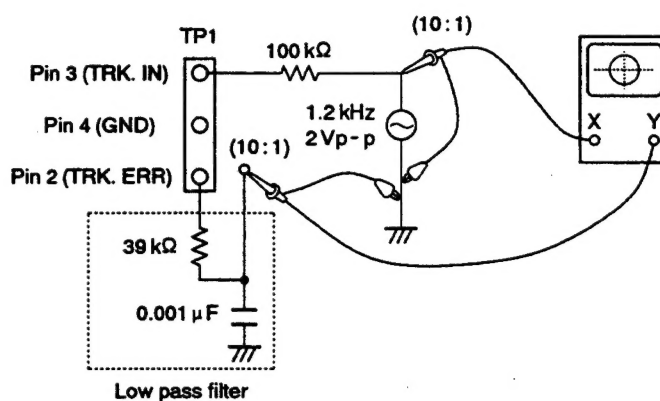 TP1
(10 : 1)
100 kΩ
Pin 3 (TRK. IN)
1.2 kHz
2 Vp - p
Pin 4 (GND)
X
Y
(10 : 1)
Pin 2 (TRK. ERR)
39 kΩ
0.001 μF
Low pass filter